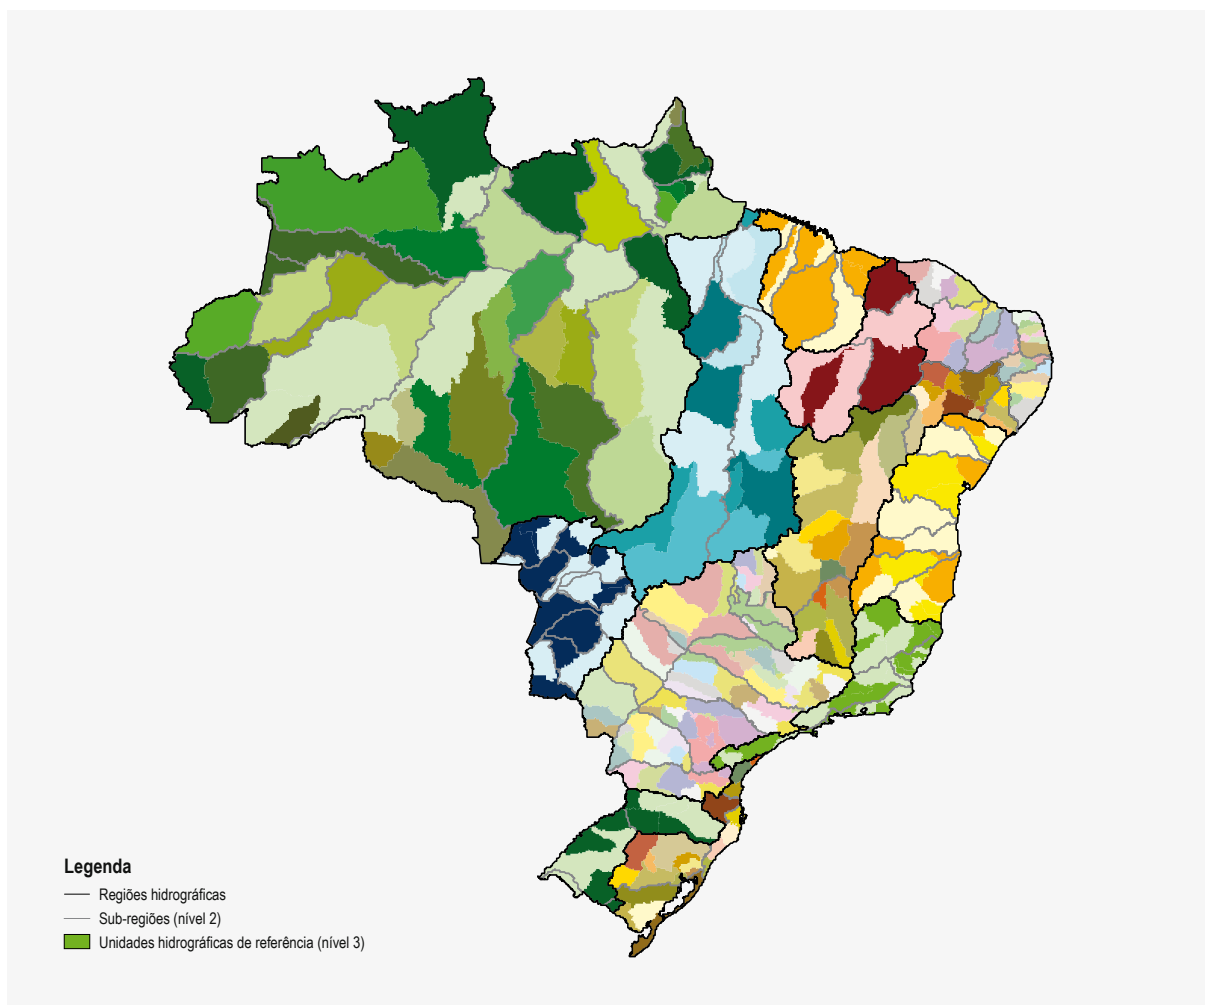 Legenda
Regiões hidrográficas
Sub-regiões (nível 2)
Unidades hidrográficas de referência (nível 3)